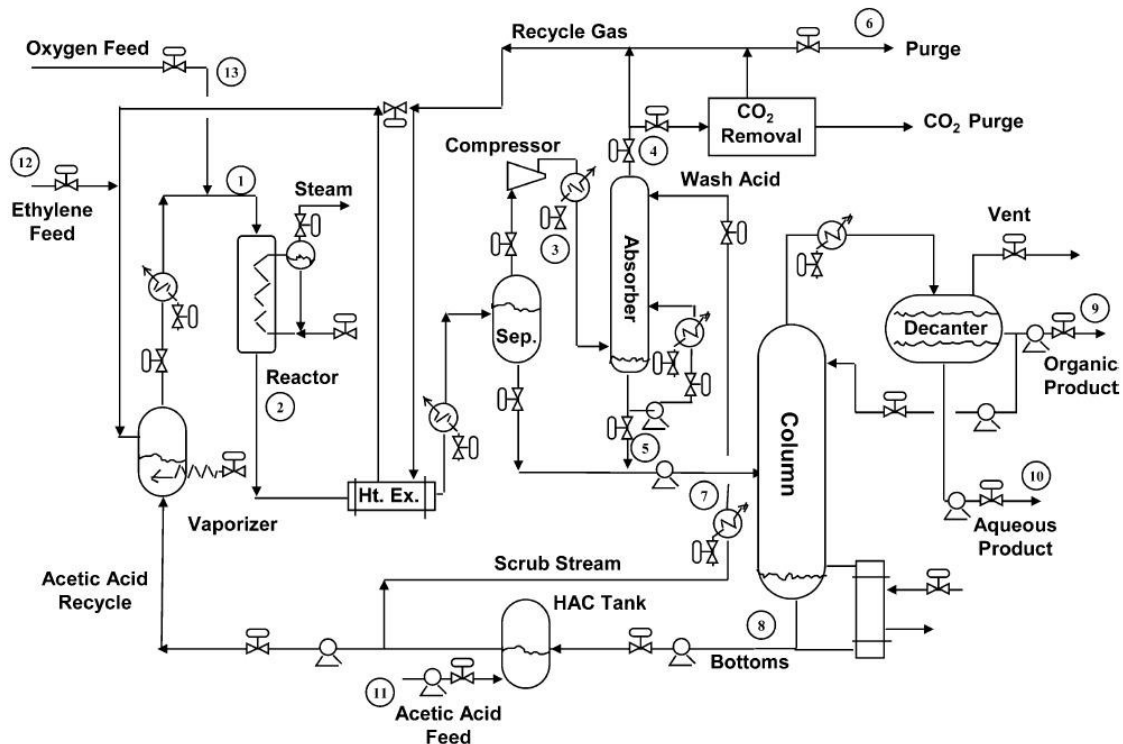 Oxygen Feed
13
Recycle Gas
6
Purge
CO2
Removal
CO2 Purge
12
Ethylene
Feed
1
Steam
Compressor
4
Wash Acid
3
Absorber
Vent
Sep.
Decanter
9
Organic
Product
Reactor
2
Column
5
Vaporizer
Ht. Ex.
7
10
Aqueous
Product
Acetic Acid
Recycle
Scrub Stream
HAC Tank
8
Bottoms
11
Acetic Acid
Feed